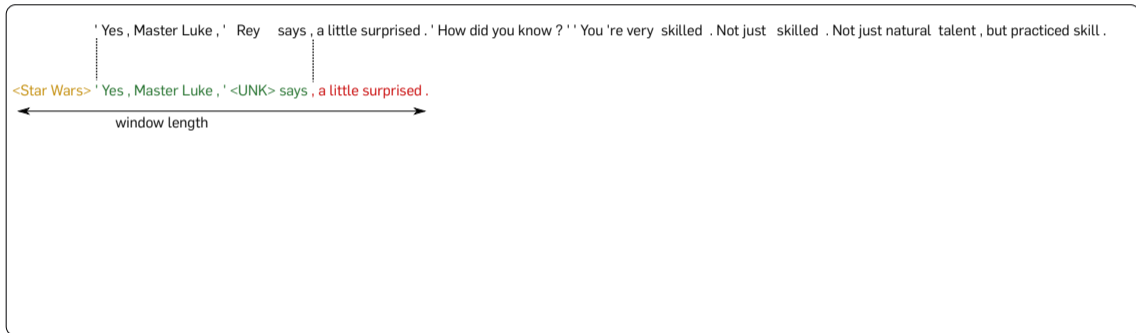 ' Yes , Master Luke , ' Rey says , a little surprised . ' How did you know ? ' ' You 're very skilled . Not just skilled . Not just natural talent , but practiced skill .
<Star Wars> ' Yes , Master Luke , ' <UNK> says , a little surprised .
window length